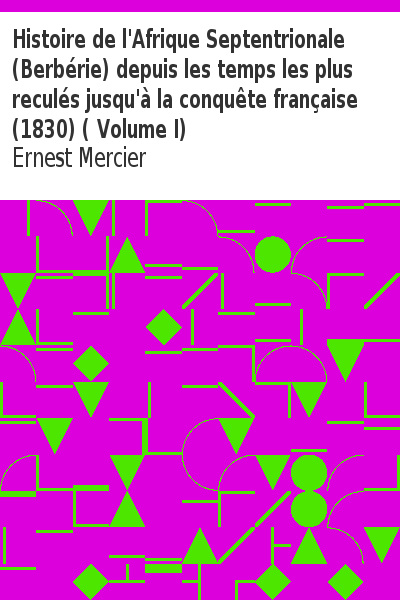 Histoire de l'Afrique Septentrionale
(Berbérie) depuis les temps les plus
reculés jusqu'à la conquête française
(1830) ( Volume I)
Ernest Mercier